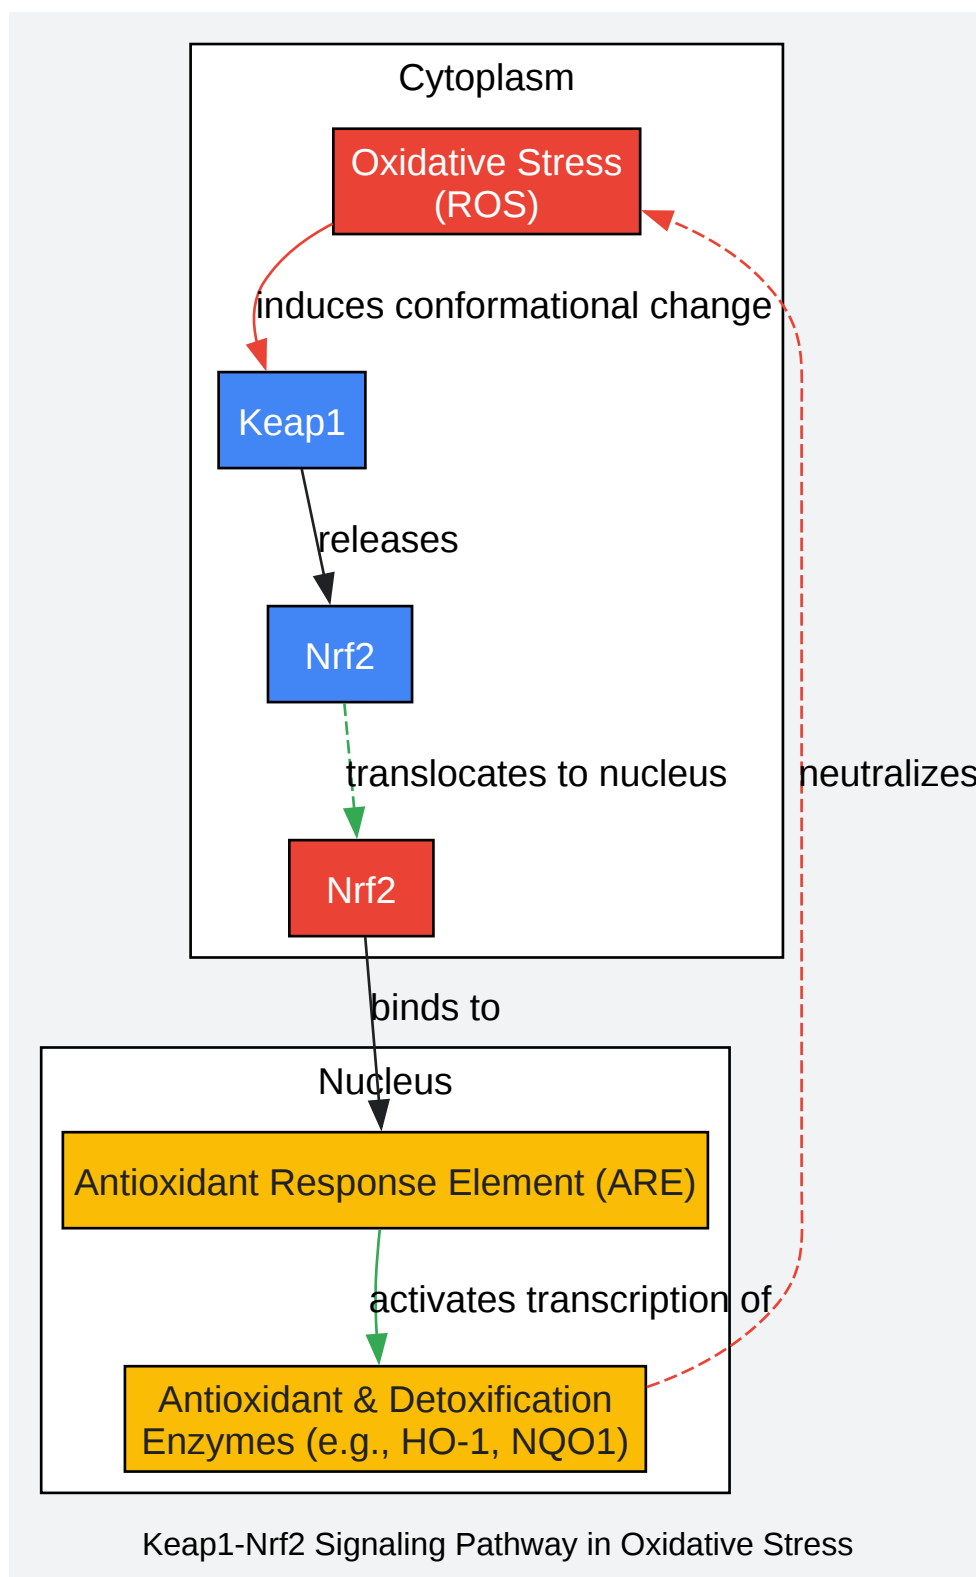 Cytoplasm
Oxidative Stress
(ROS)
induces conformational change
Keap1
releases
Nrf2
translocates to nucleus
neutralizes
Nrf2
binds to
Nucleus
Antioxidant Response Element (ARE)
activates transcription of
Antioxidant & Detoxification
Enzymes (e.g., HO-1, NQO1)
Keap1-Nrf2 Signaling Pathway in Oxidative Stress